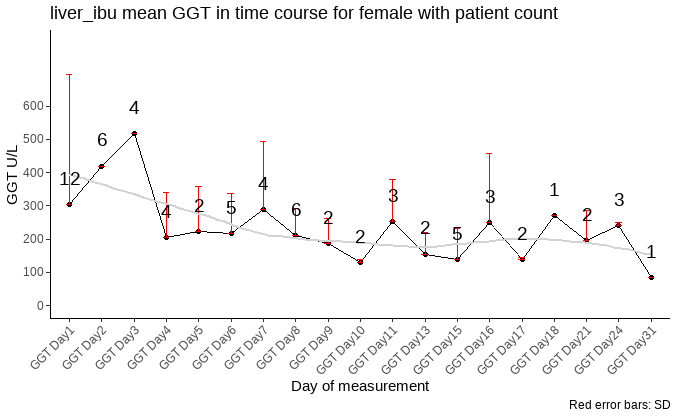 liver_ibu mean GGT in time course for female with patient count
GGT U/L
600
500
400
300
200
100
0
12
6
4
4
2
5
4
6
2
2
3
2
5
3
2
1
2
3
1
GGT Day1
GGT Day2
GGT Day3
GGT Day4
GGT Day5
GGT Day6
GGT Day7
GGT Day8
GGT Day9
GGT Day10
GGT Day11
GGT Day13
GGT Day15
GGT Day16
GGT Day17
GGT Day18
GGT Day21
GGT Day24
GGT Day31
Day of measurement
Red error bars: SD